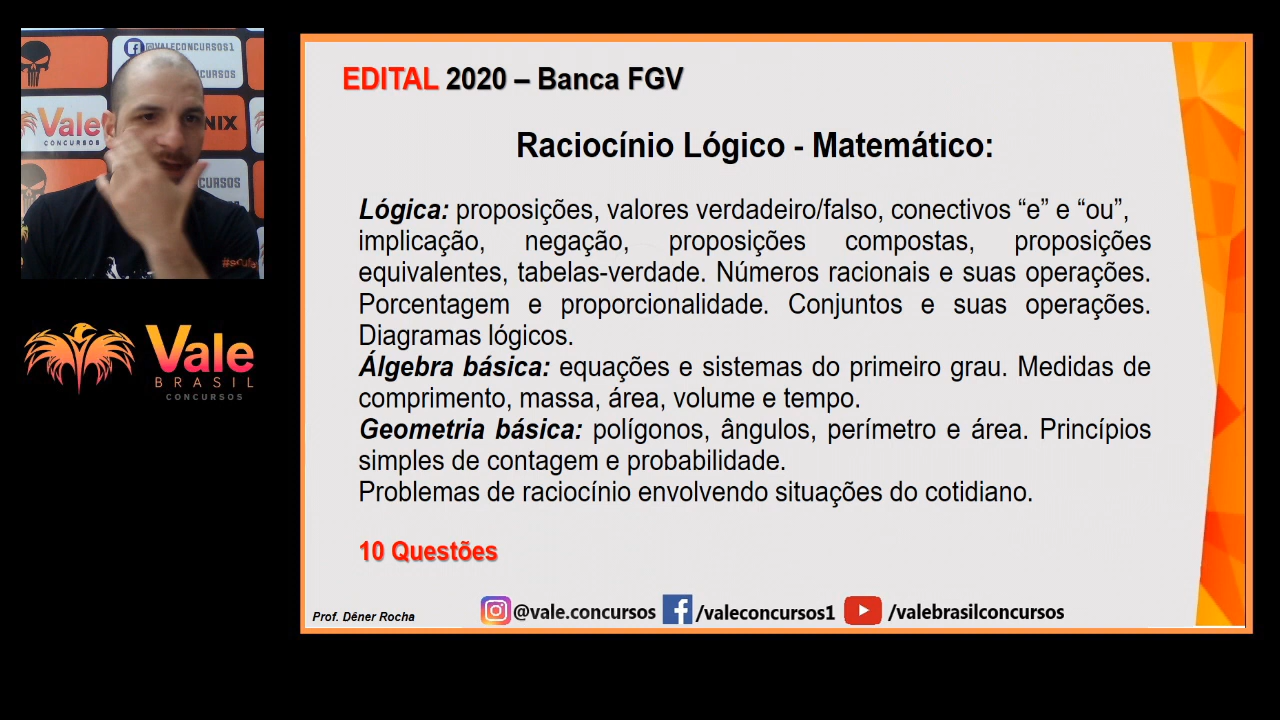 @VALECONCURSOS1
CURSOS
Vale
CONCURSOS
NIX
CURSOS
Vale
BRASIL
CONCURSOS
EDITAL 2020 – Banca FGV
Raciocínio Lógico - Matemático:
Lógica: proposições, valores verdadeiro/falso, conectivos “e” e “ou”,
implicação, negação, proposições compostas, proposições
equivalentes, tabelas-verdade. Números racionais e suas operações.
Porcentagem e proporcionalidade. Conjuntos e suas operações.
Diagramas lógicos.
Álgebra básica: equações e sistemas do primeiro grau. Medidas de
comprimento, massa, área, volume e tempo.
Geometria básica: polígonos, ângulos, perímetro e área. Princípios
simples de contagem e probabilidade.
Problemas de raciocínio envolvendo situações do cotidiano.
10 Questões
Prof. Dêner Rocha
@vale.concursos /valeconcursos1 /valebrasilconcursos